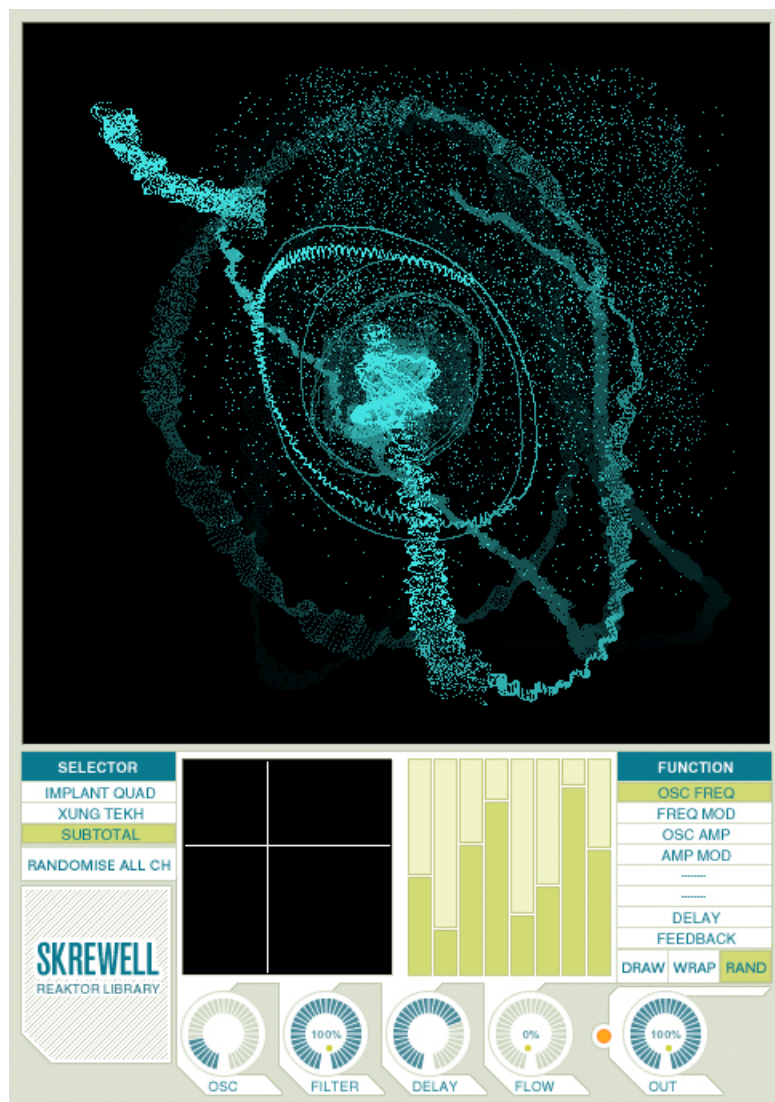 SELECTOR
IMPLANT QUAD
XUNG TEKH
SUBTOTAL
RANDOMISE ALL CH
SKREWELL
REAKTOR LIBRARY
FUNCTION
OSC FREQ
FREQ MOD
OSC AMP
AMP MOD
--------
--------
DELAY
FEEDBACK
DRAW WRAP RAND
100% 0% 100%
OSC FILTER DELAY FLOW OUT